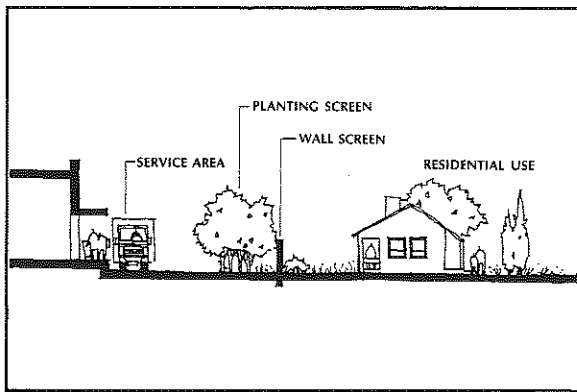 PLANTING SCREEN
WALL SCREEN
SERVICE AREA
RESIDENTIAL USE